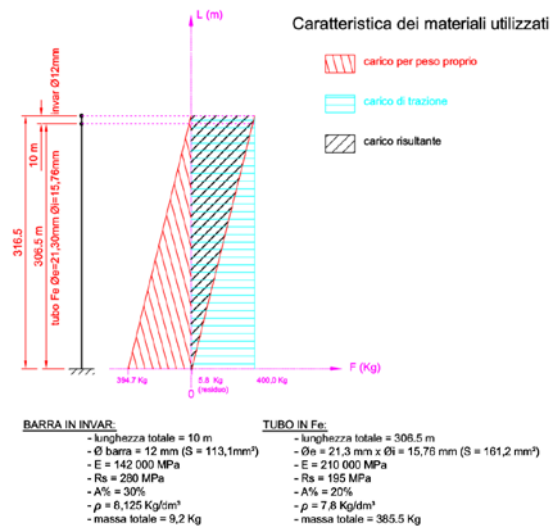 L (m)
Caratteristica dei materiali utilizzati
carico per peso proprio
carico di trazione
carico risultante
invar Ø12mm
10 m
316.5
306.5 m
tubo Fe Øe=21,30mm Øi=15,76mm
F (Kg)
394.7 Kg
0
5.8 Kg
(residuo)
400.0 Kg
BARRA IN INVAR:
- lunghezza totale = 10 m
- Ø barra = 12 mm (S = 113,1mm²)
- E = 142 000 MPa
- Rs = 280 MPa
- A% = 30%
- ρ = 8,125 Kg/dm³
- massa totale = 9,2 Kg
TUBO IN Fe:
- lunghezza totale = 306.5 m
- Øe = 21,3 mm x Øi = 15,76 mm (S = 161,2 mm²)
- E = 210 000 MPa
- Rs = 195 MPa
- A% = 20%
- ρ = 7,8 Kg/dm³
- massa totale = 385.5 Kg